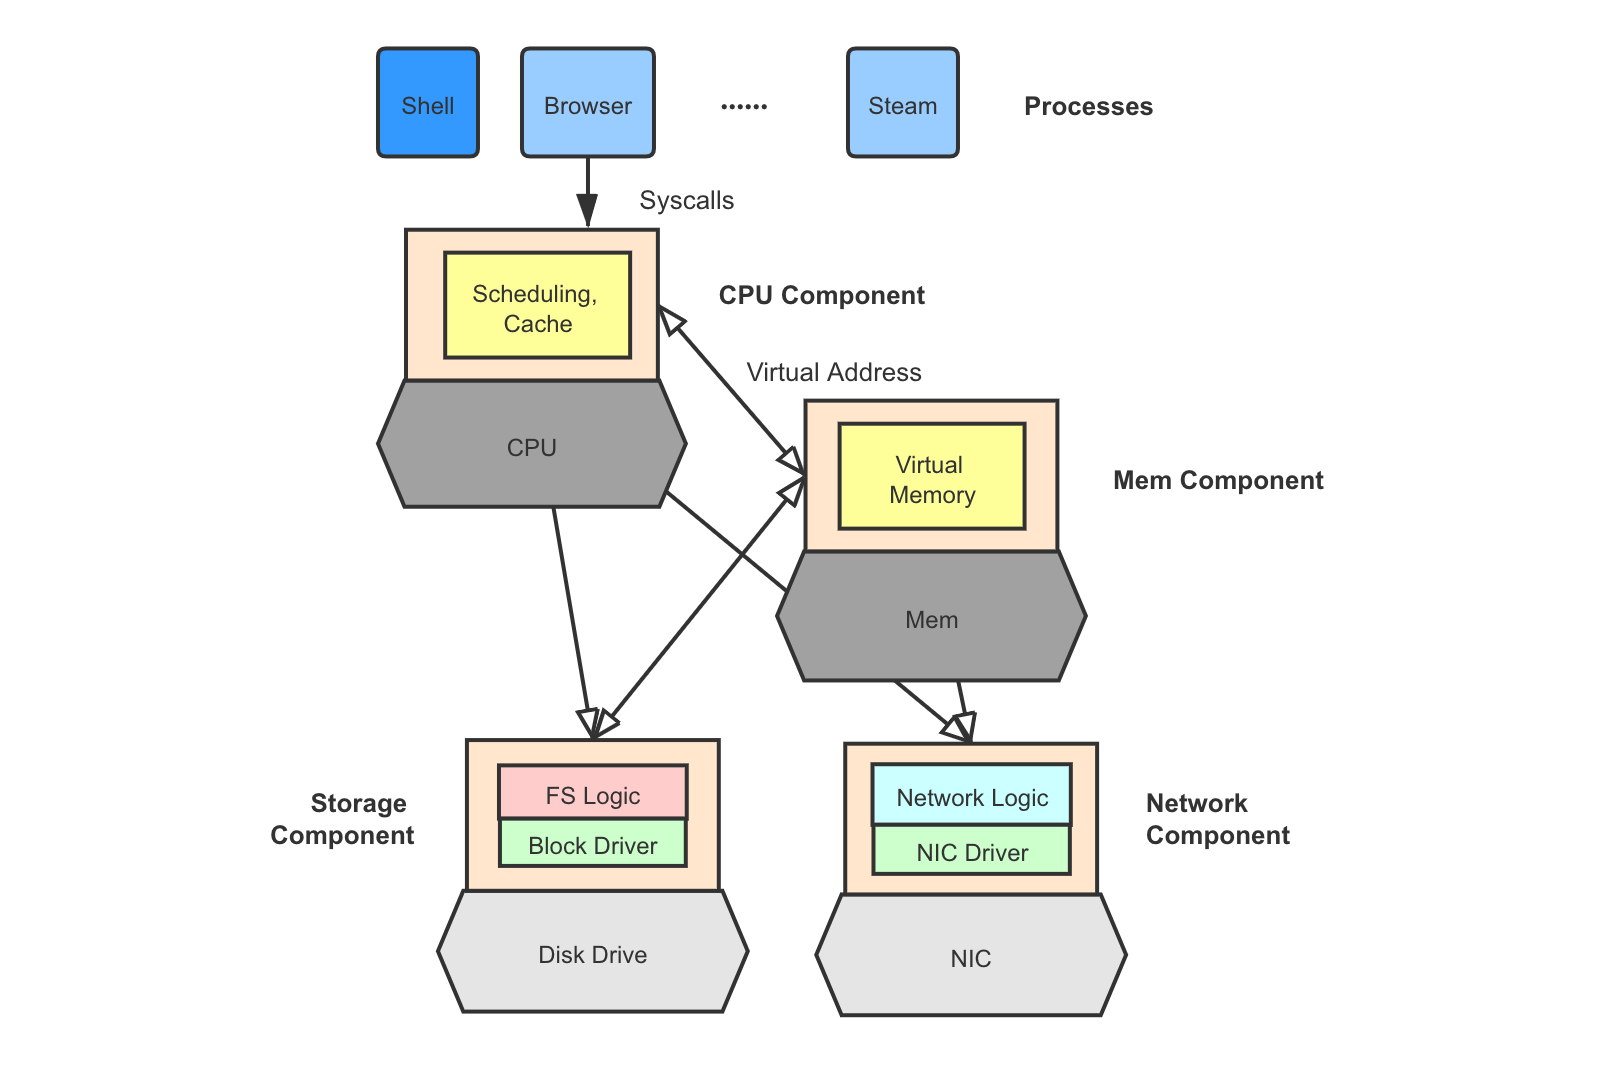 Shell
Browser
......
Steam
Processes
Syscalls
Scheduling,
Cache
CPU Component
Virtual Address
CPU
Virtual
Memory
Mem Component
Mem
Storage
Component
FS Logic
Block Driver
Network Logic
NIC Driver
Network
Component
Disk Drive
NIC